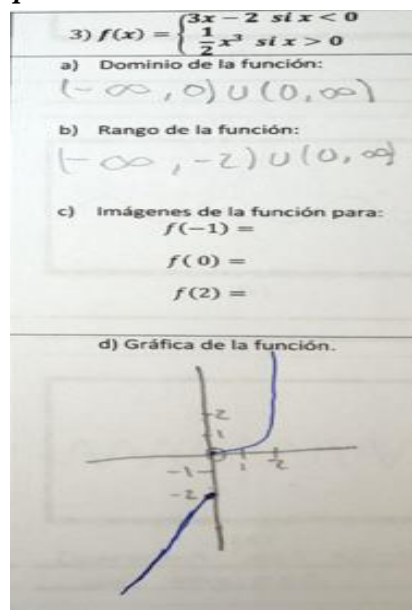 3) f(x) = { 3x − 2 si x < 0
1/2 x³ si x > 0
a) Dominio de la función:
(-∞, 0) U (0, ∞)
b) Rango de la función:
(-∞, -2) U (0, ∞)
c) Imágenes de la función para:
f(−1) =
f( 0) =
f(2) =
d) Gráfica de la función.
2
1
-1
1
2
-2